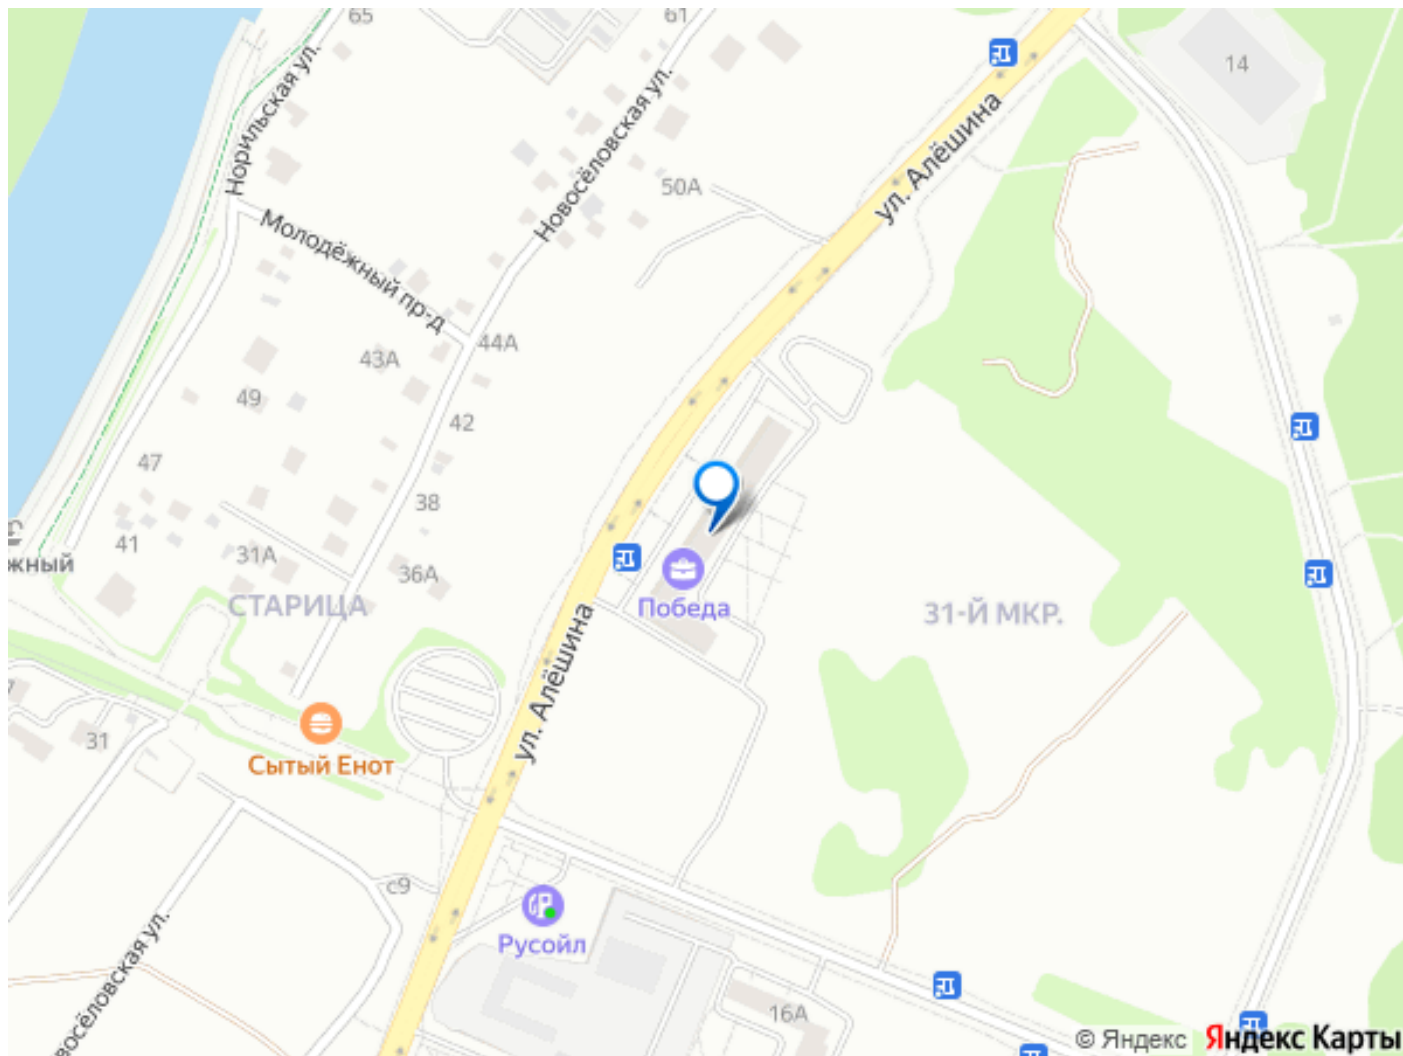 65
61
14
Норильская ул.
Новосёловская ул.
ул. Алёшина
50А
Молодёжный пр-д
44А
43А
49
42
47
38
41
31А
36А
жный
СТАРИЦА
Победа
31-Й МКР.
ул. Алёшина
31
Сытый Енот
с9
Русойл
восёловская ул.
16А
© Яндекс Яндекс Карты